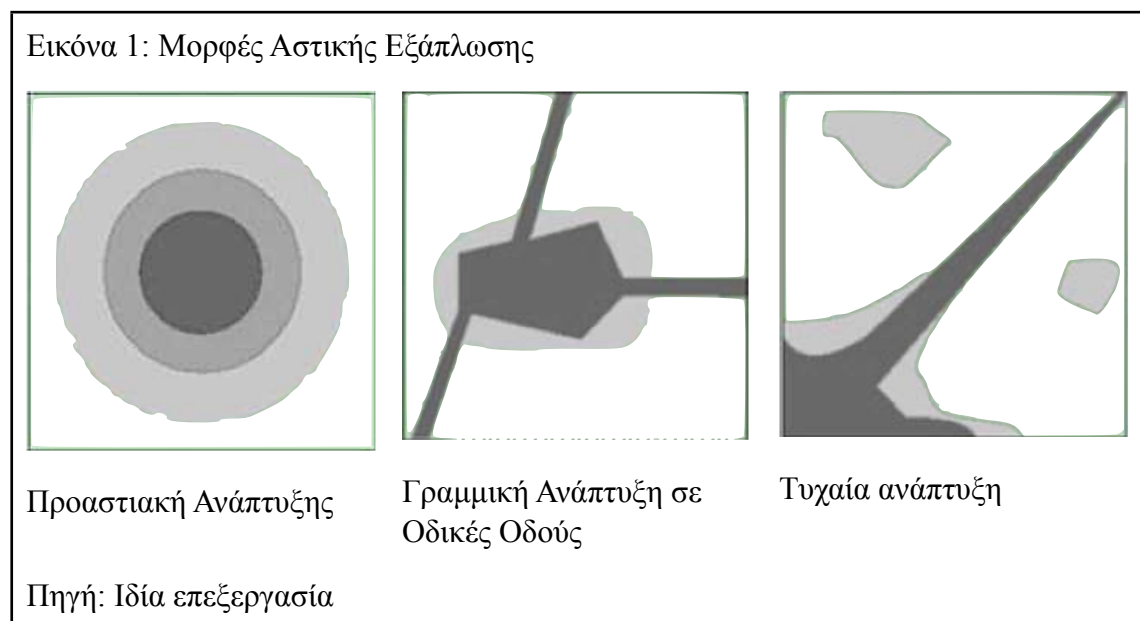 Εικόνα 1: Μορφές Αστικής Εξάπλωσης
Προαστιακή Ανάπτυξης
Γραμμική Ανάπτυξη σε
Οδικές Οδούς
Τυχαία ανάπτυξη
Πηγή: Ιδία επεξεργασία